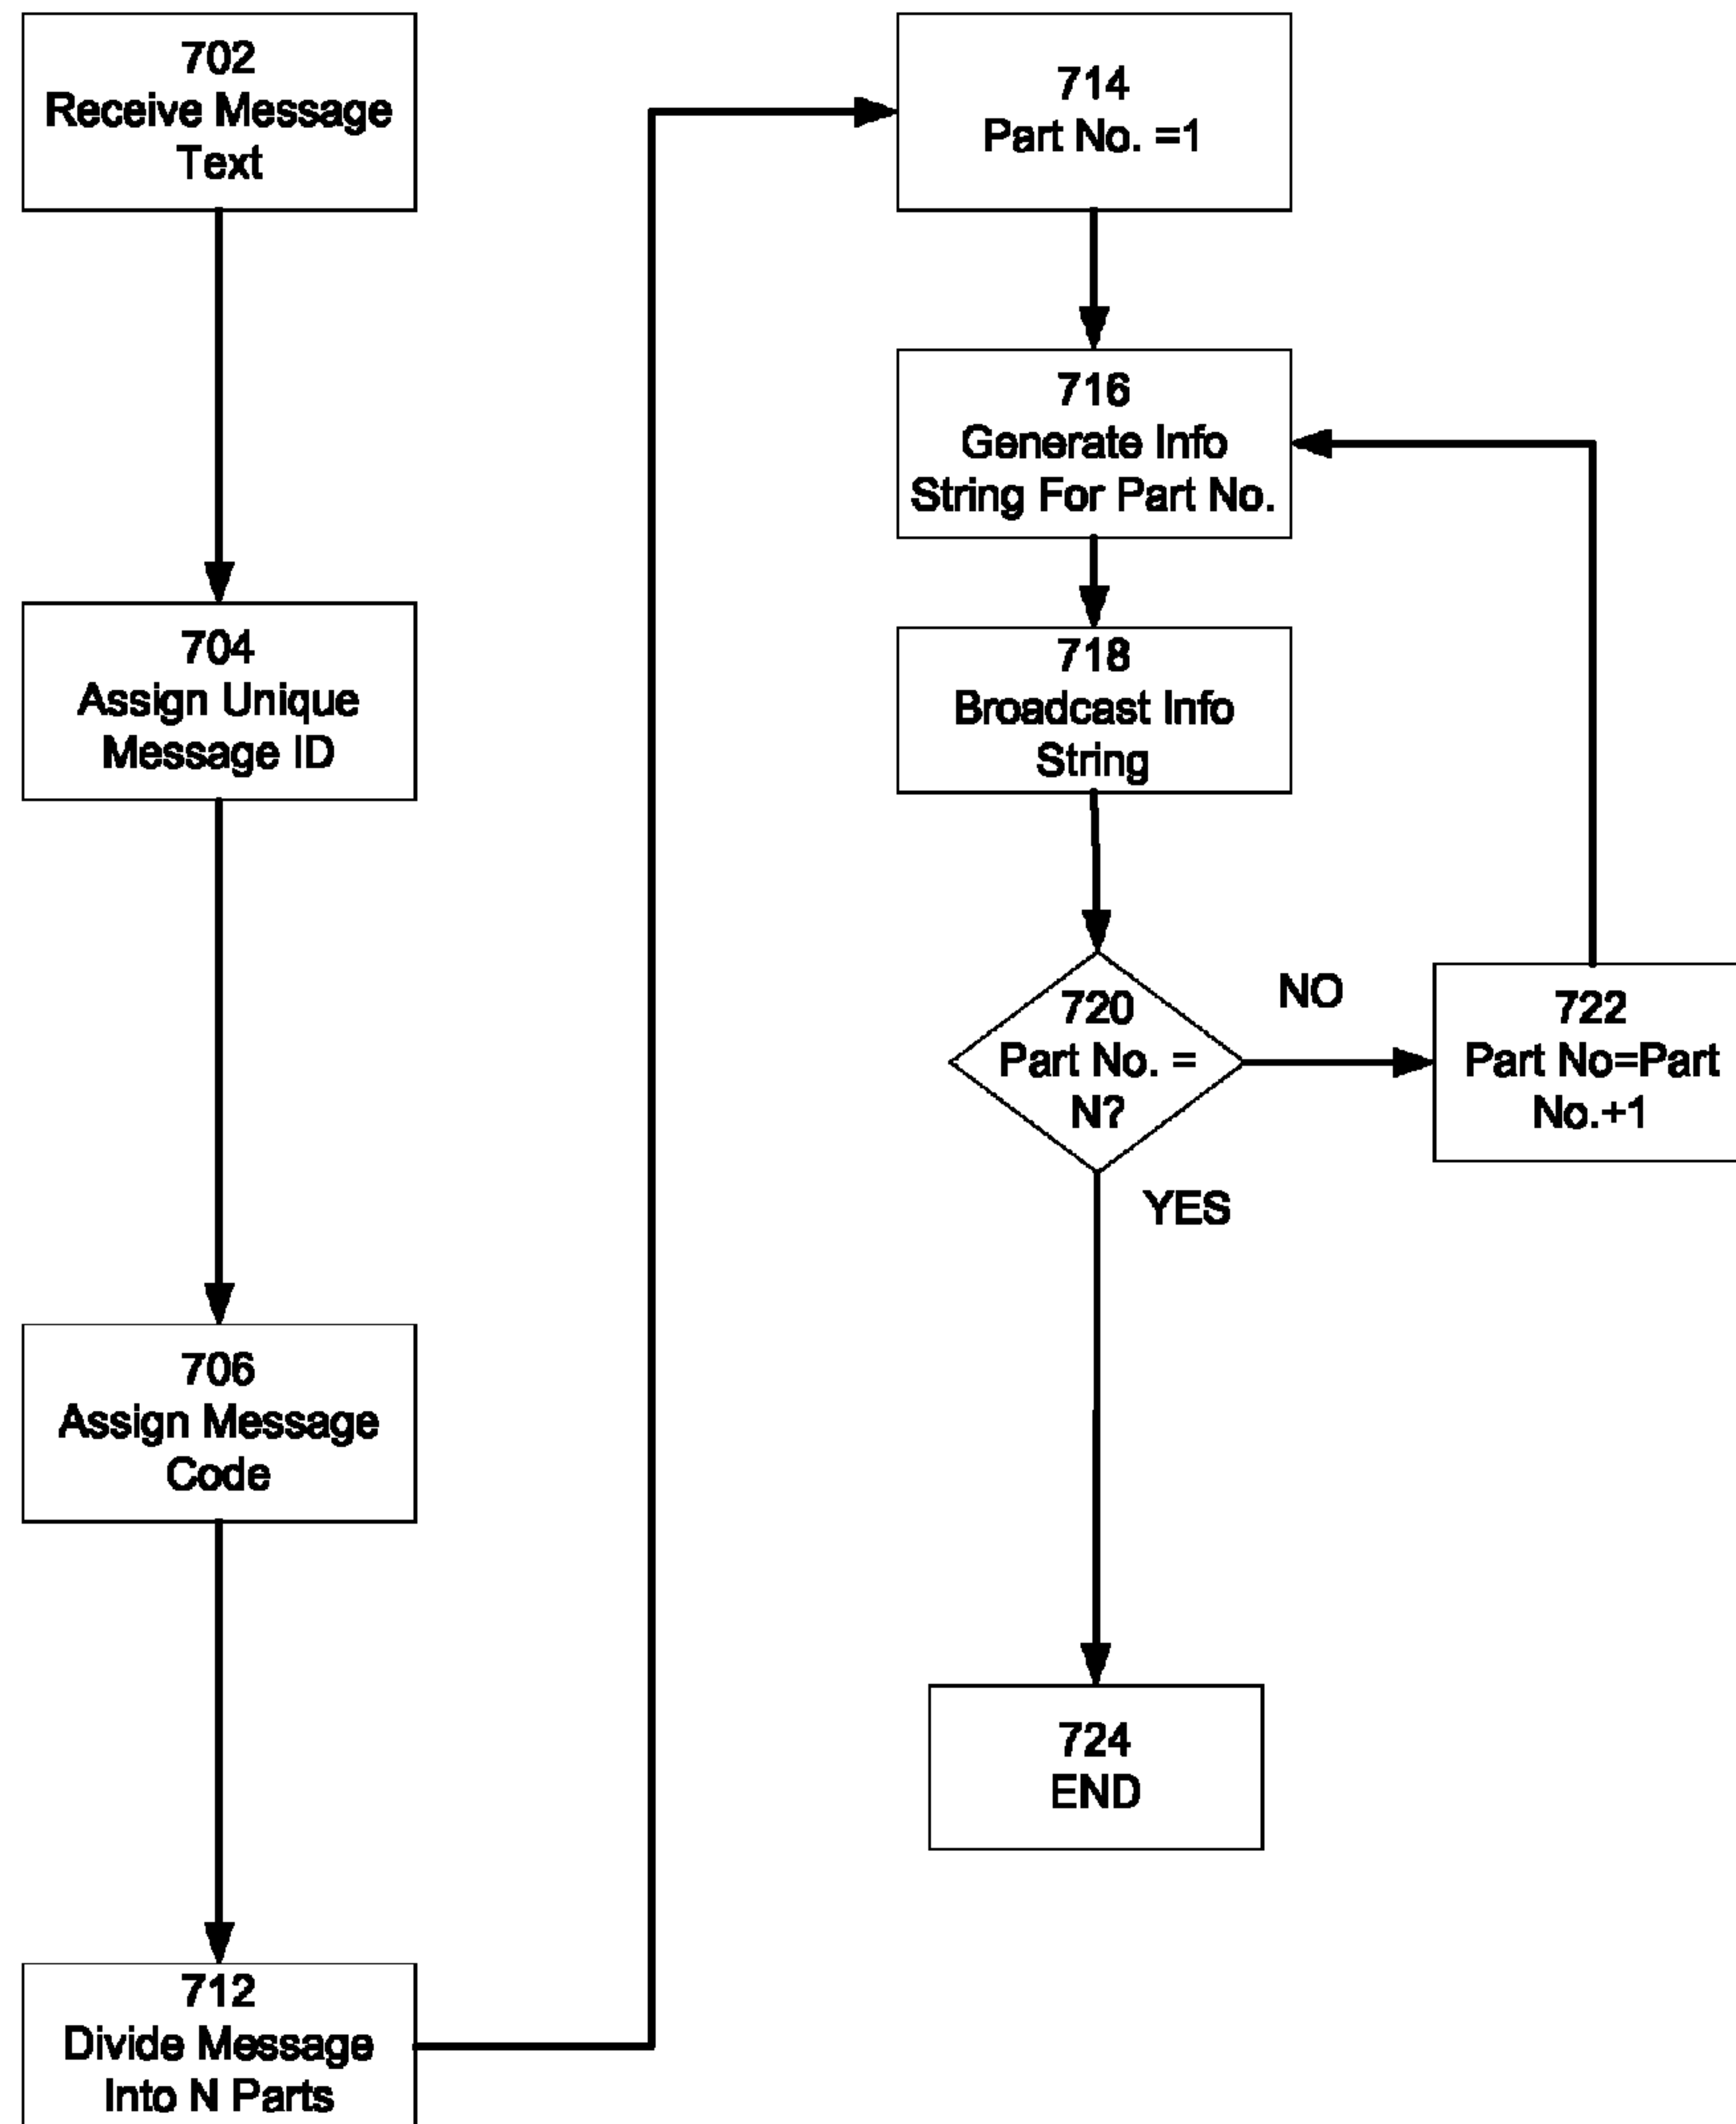 702
Receive Message
Text
704
Assign Unique
Message ID
706
Assign Message
Code
712
Divide Message
Into N Parts
714
Part No. =1
716
Generate Info
String For Part No.
718
Broadcast Info
String
720
Part No. =
N?
NO
722
Part No=Part
No.+1
YES
724
END